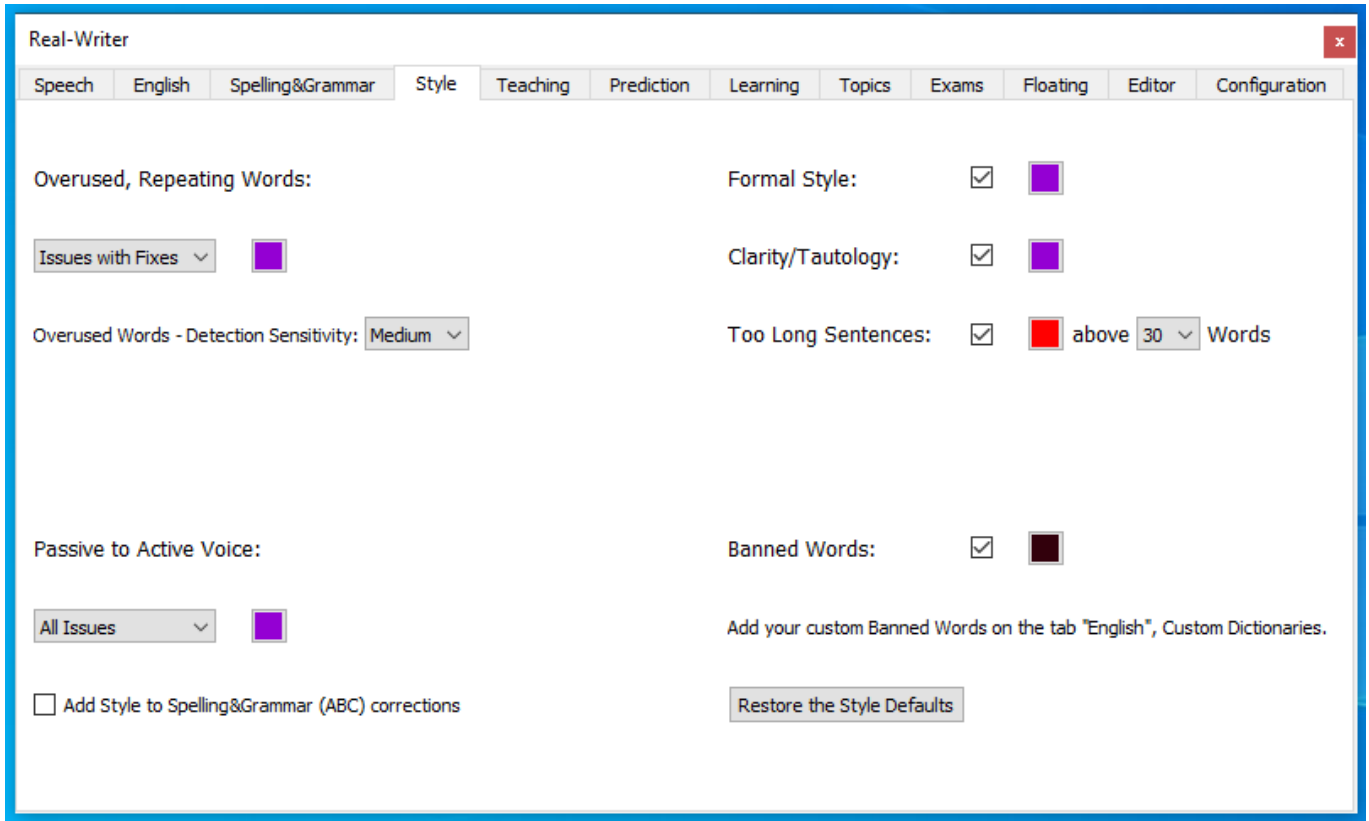 Real-Writer
x
Speech English Spelling&Grammar Style Teaching Prediction Learning Topics Exams Floating Editor Configuration
Overused, Repeating Words:
Issues with Fixes
Overused Words - Detection Sensitivity: Medium
Formal Style:
Clarity/Tautology:
Too Long Sentences: above 30 Words
Passive to Active Voice:
All Issues
Add Style to Spelling&Grammar (ABC) corrections
Banned Words:
Add your custom Banned Words on the tab "English", Custom Dictionaries.
Restore the Style Defaults